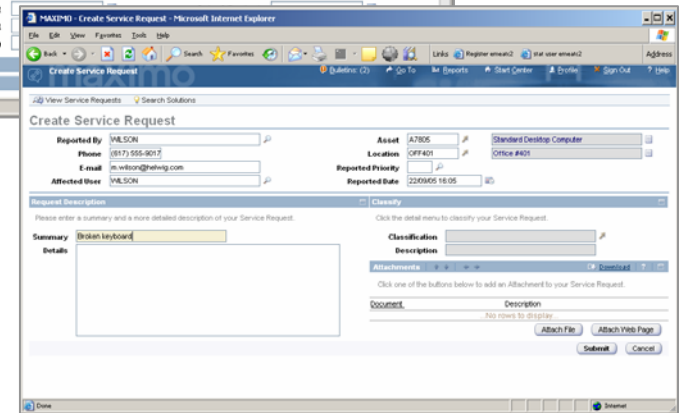 MAXIMO - Create Service Request - Microsoft Internet Explorer
File Edit View Favorites Tools Help
Back Search Favorites Links Register emeatv2 stat user emeatv2 Address
Create Service Request maximo Bulletins: (2) Go To Reports Start Center Profile Sign Out Help
View Service Requests Search Solutions
Create Service Request
Reported By WILSON Asset A7805 Standard Desktop Computer
Phone (617) 555-9017 Location OFF401 Office #401
E-mail m.wilson@helwig.com Reported Priority
Affected User WILSON Reported Date 22/09/05 16:05
Request Description Classify
Please enter a summary and a more detailed description of your Service Request. Click the detail menu to classify your Service Request.
Summary Broken keyboard Classification
Details Description
Attachments Download ?
Click one of the buttons below to add an Attachment to your Service Request.
Document Description
...No rows to display...
Attach File Attach Web Page
Submit Cancel
Done Internet